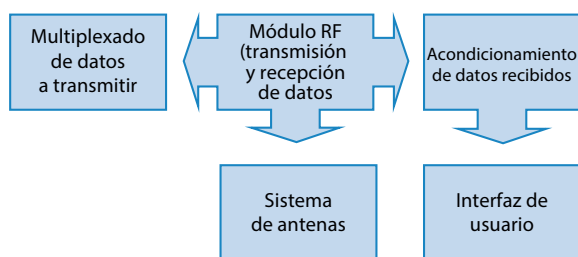 Multiplexado
de datos
a transmitir
Módulo RF
(transmisión
y recepción
de datos
Acondicionamiento
de datos recibidos
Sistema
de antenas
Interfaz de
usuario